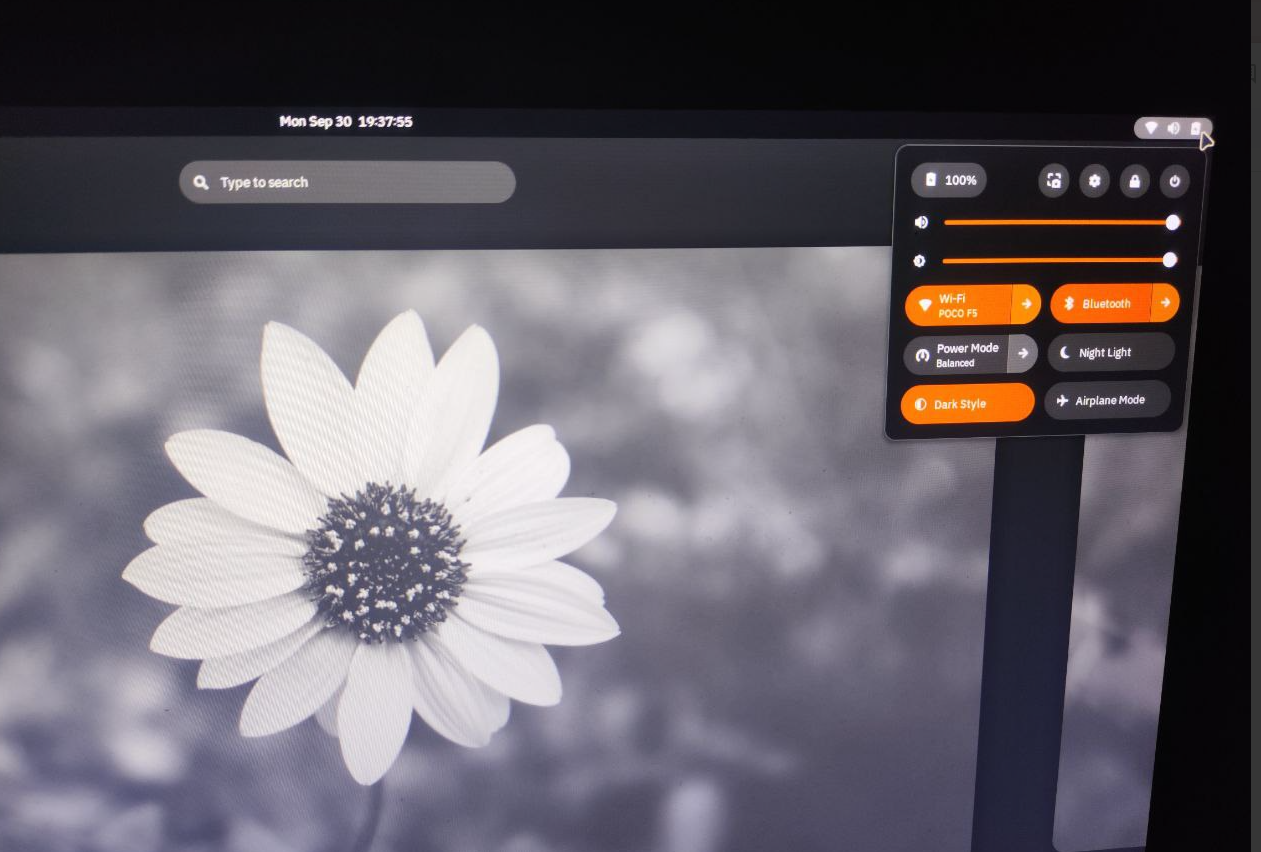 Mon Sep 30 19:37:55
Type to search
100%
Wi-Fi
POCO F5
Bluetooth
Power Mode
Balanced
Night Light
Dark Style
Airplane Mode